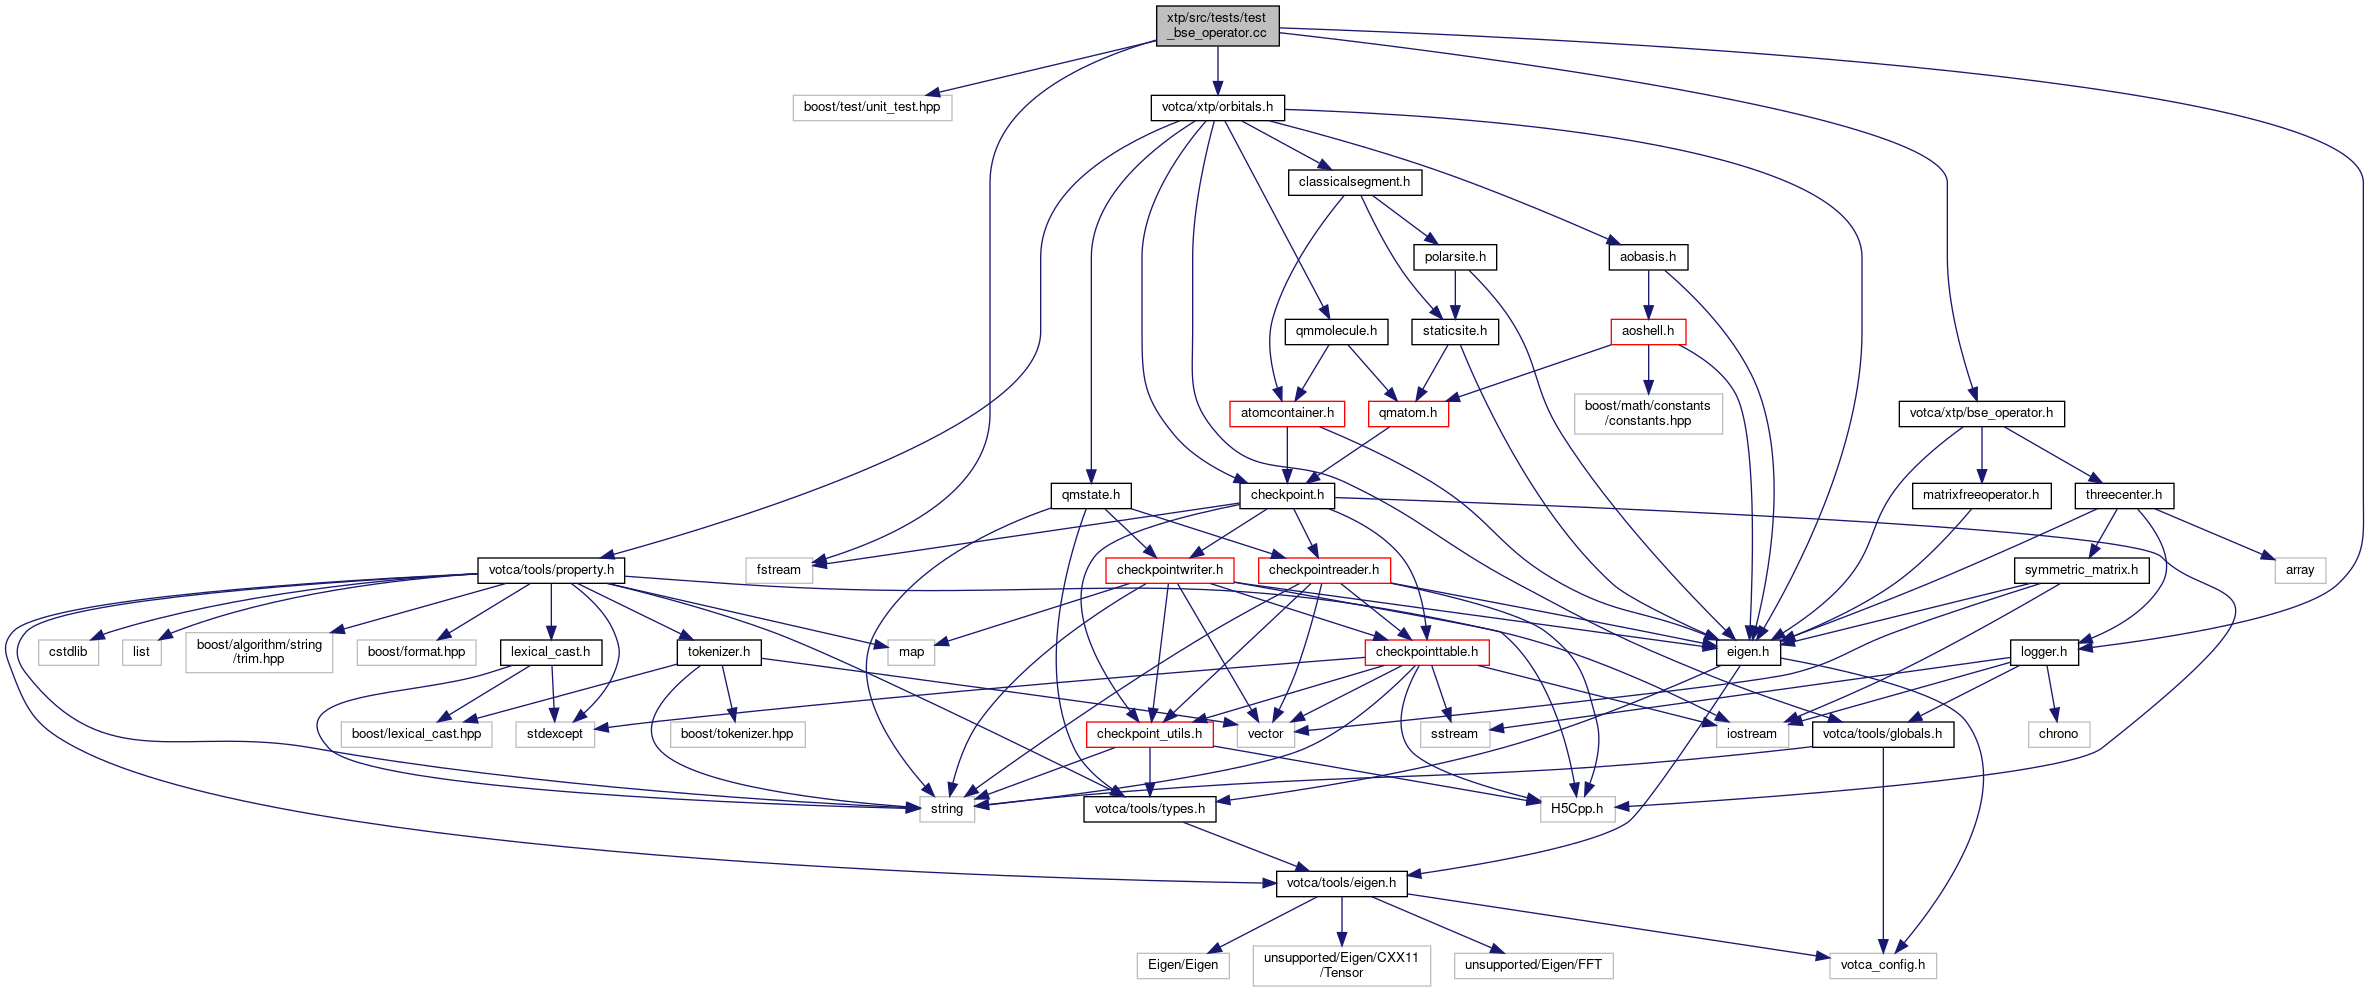 xtp/src/tests/test
_bse_operator.cc
boost/test/unit_test.hpp
votca/xtp/orbitals.h
classicalsegment.h
polarsite.h
aobasis.h
qmmolecule.h
staticsite.h
aoshell.h
atomcontainer.h
qmatom.h
boost/math/constants
/constants.hpp
votca/xtp/bse_operator.h
qmstate.h
checkpoint.h
matrixfreeoperator.h
threecenter.h
votca/tools/property.h
fstream
checkpointwriter.h
checkpointreader.h
symmetric_matrix.h
array
cstdlib
list
boost/algorithm/string
/trim.hpp
boost/format.hpp
lexical_cast.h
tokenizer.h
map
checkpointtable.h
eigen.h
logger.h
boost/lexical_cast.hpp
stdexcept
boost/tokenizer.hpp
checkpoint_utils.h
vector
sstream
iostream
votca/tools/globals.h
chrono
string
votca/tools/types.h
H5Cpp.h
votca/tools/eigen.h
Eigen/Eigen
unsupported/Eigen/CXX11
/Tensor
unsupported/Eigen/FFT
votca_config.h